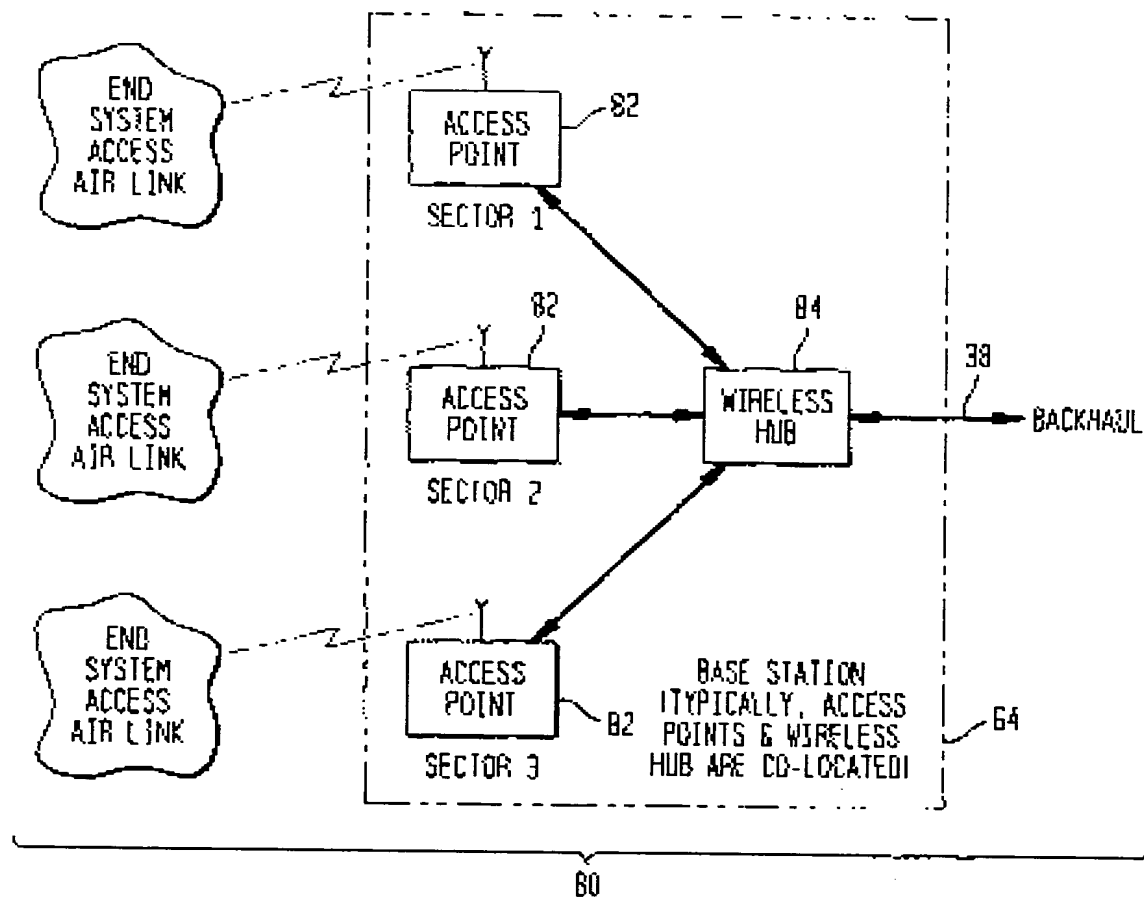 END
SYSTEM
ACCESS
AIR LINK
ACCESS
POINT
82
SECTOR 1
END
SYSTEM
ACCESS
AIR LINK
ACCESS
POINT
82
SECTOR 2
WIRELESS
HUB
84
38
BACKHAUL
END
SYSTEM
ACCESS
AIR LINK
ACCESS
POINT
82
SECTOR 3
BASE STATION
(TYPICALLY, ACCESS
POINTS & WIRELESS
HUB ARE CO-LOCATED)
64
80